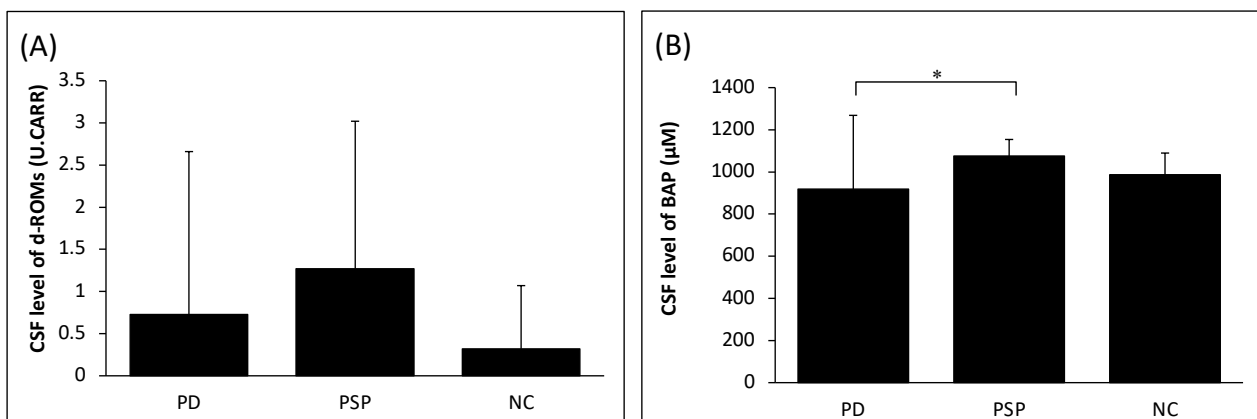 (A)
CSF level of d-ROMs (U.CARR)
3.5
3
2.5
2
1.5
1
0.5
0
PD PSP NC
(B)
*
CSF level of BAP (µM)
1400
1200
1000
800
600
400
200
0
PD PSP NC